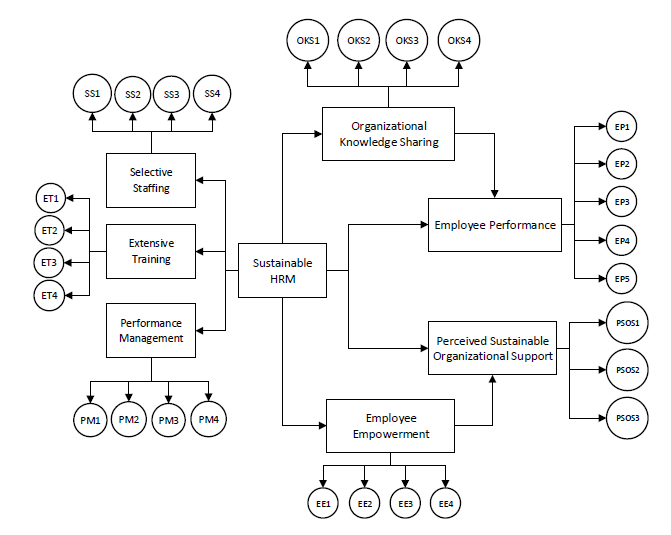 OKS1
OKS2
OKS3
OKS4
SS1
SS2
SS3
SS4
Organizational
Knowledge Sharing
EP1
EP2
EP3
EP4
EP5
Selective
Staffing
ET1
ET2
ET3
ET4
Extensive
Training
Employee Performance
Sustainable
HRM
Performance
Management
Perceived Sustainable
Organizational Support
PSOS1
PSOS2
PSOS3
PM1
PM2
PM3
PM4
Employee
Empowerment
EE1
EE2
EE3
EE4